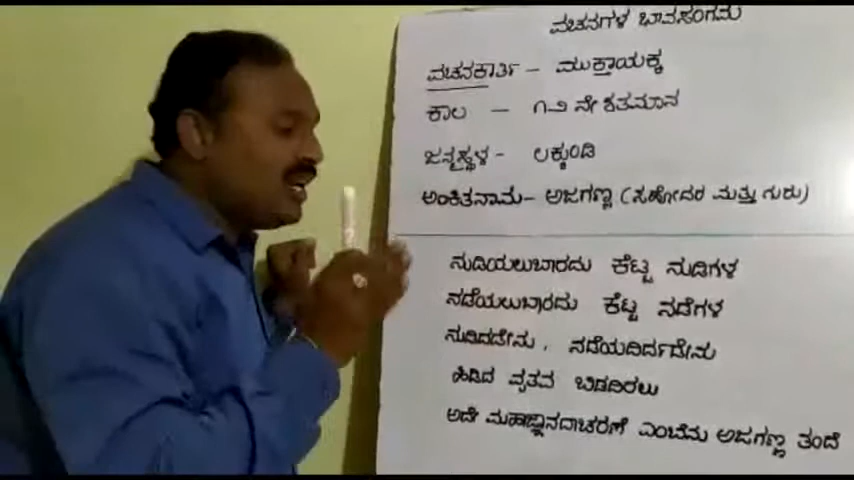 ವಚನಗಳ ಭಾವಸಂಗಮ
ವಚನಕಾರ್ತಿ - ಮುಕ್ತಾಯಕ್ಕ
ಕಾಲ - ೧೨ ನೇ ಶತಮಾನ
ಜನ್ಮಸ್ಥಳ - ಲಕ್ಕುಂಡಿ
ಅಂಕಿತನಾಮ - ಅಜಗಣ್ಣ (ಸಹೋದರ ಮತ್ತು ಗುರು)
ನುಡಿಯಲುಬಾರದು ಕೆಟ್ಟ ನುಡಿಗಳ
ನಡೆಯಲುಬಾರದು ಕೆಟ್ಟ ನಡೆಗಳ
ನುಡಿದಡೇನು, ನಡೆಯದಿರ್ದಡೇನು
ಹಿಡಿದ ವ್ರತವ ಬಿಡದಿರಲು
ಅದೇ ಮಹಾಜ್ಞಾನದಾಚರಣೆ ಎಂಬೆನು ಅಜಗಣ್ಣ ತಂದೆ